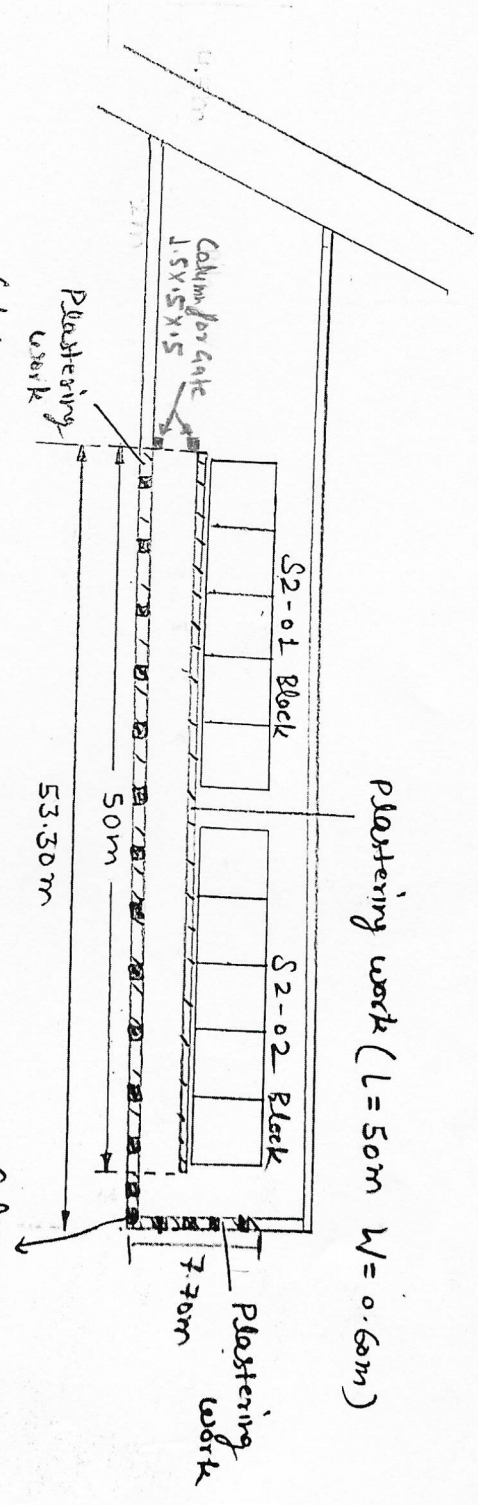 Plastering work (L = 50m W = 0.60m)
S2-01 Block
S2-02 Block
Column for Gate
1.5X.5X.5
Plastering
work
50m
53.30m
7.70m
Plastering
work